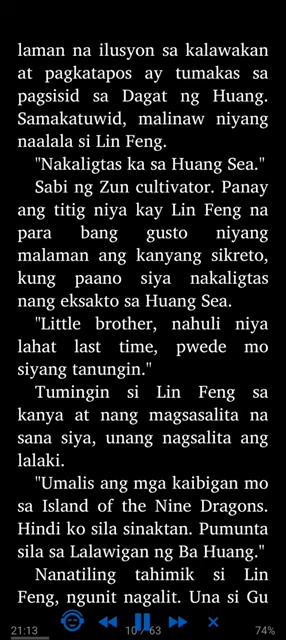 laman na ilusyon sa kalawakan
at pagkatapos ay tumakas sa
pagsisid sa Dagat ng Huang.
Samakatuwid, malinaw niyang
naalala si Lin Feng.
"Nakaligtas ka sa Huang Sea."
Sabi ng Zun cultivator. Panay
ang titig niya kay Lin Feng na
para bang gusto niyang
malaman ang kanyang sikreto,
kung paano siya nakaligtas
nang eksakto sa Huang Sea.
"Little brother, nahuli niya
lahat last time, pwede mo
siyang tanungin."
Tumingin si Lin Feng sa
kanya at nang magsasalita na
sana siya, unang nagsalita ang
lalaki.
"Umalis ang mga kaibigan mo
sa Island of the Nine Dragons.
Hindi ko sila sinaktan. Pumunta
sila sa Lalawigan ng Ba Huang."
Nanatiling tahimik si Lin
Feng, ngunit nagalit. Una si Gu
21:13 10/63 74%